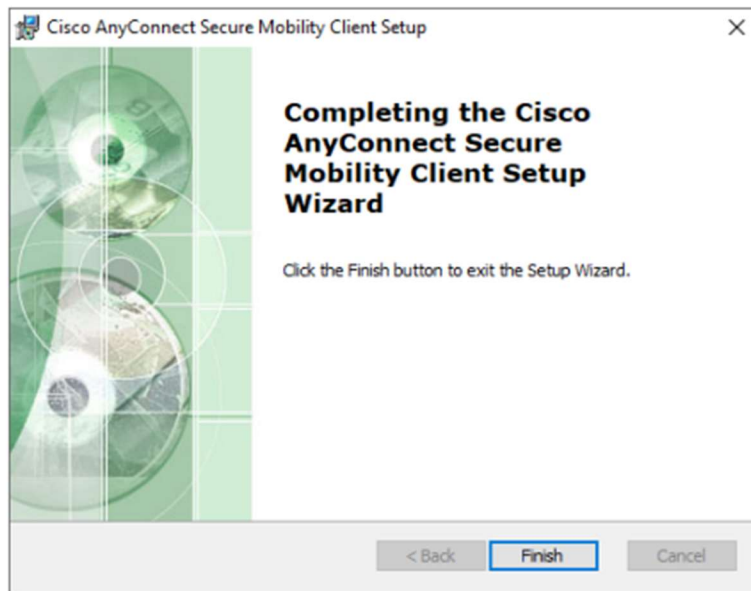 Cisco AnyConnect Secure Mobility Client Setup
Completing the Cisco
AnyConnect Secure
Mobility Client Setup
Wizard
Click the Finish button to exit the Setup Wizard.
< Back
Finish
Cancel